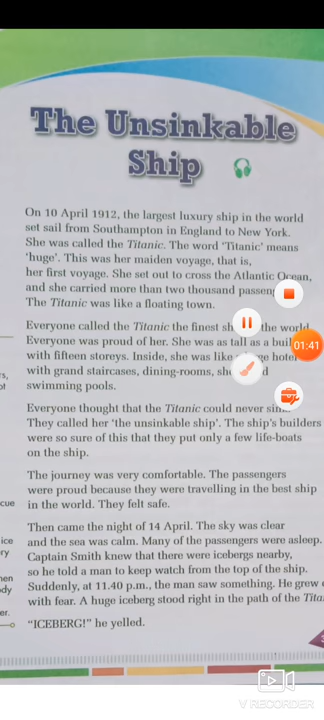 The Unsinkable
Ship
On 10 April 1912, the largest luxury ship in the world
set sail from Southampton in England to New York.
She was called the Titanic. The word 'Titanic' means
'huge'. This was her maiden voyage, that is,
her first voyage. She set out to cross the Atlantic Ocean,
and she carried more than two thousand
The Titanic was like a floating town.
Everyone called the Titanic the finest the world.
Everyone was proud of her. She was as tall as a
with fifteen storeys. Inside, she was like
with grand staircases, dining-rooms,
swimming pools.
Everyone thought that the Titanic could never
They called her 'the unsinkable ship'. The ship's builders
were so sure of this that they put only a few life-boats
on the ship.
The journey was very comfortable. The passengers
were proud because they were travelling in the best ship
in the world. They felt safe.
Then came the night of 14 April. The sky was clear
and the sea was calm. Many of the passengers were asleep.
Captain Smith knew that there were icebergs nearby,
so he told a man to keep watch from the top of the ship.
Suddenly, at 11.40 p.m., the man saw something. He grew
with fear. A huge iceberg stood right in the path of the
"ICEBERG!" he yelled.
01:41
cue
ice
er.
V RECORDER